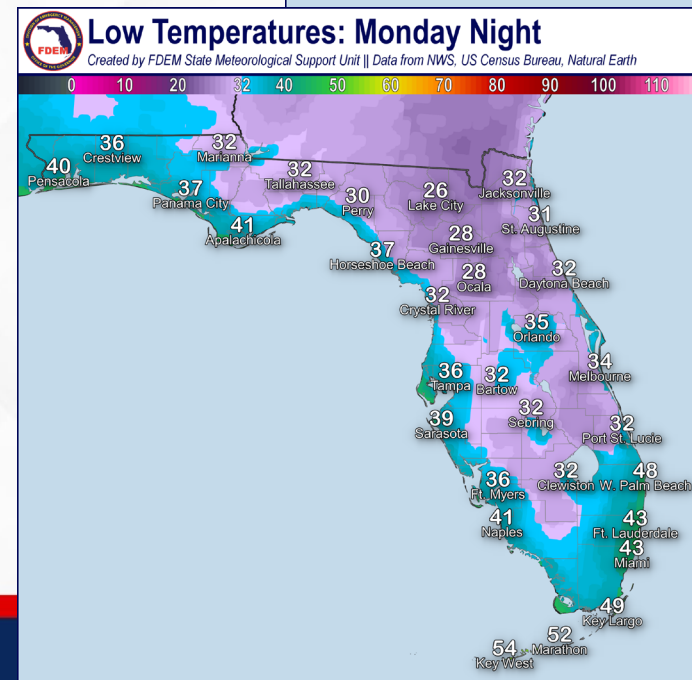 FDEM
Low Temperatures: Monday Night
Created by FDEM State Meteorological Support Unit || Data from NWS, US Census Bureau, Natural Earth
0 10 20 32 40 50 60 70 80 90 100 110
36
Crestview
32
Marianna
40
Pensacola
32
Tallahassee
37
Panama City
30
Perry
26
Lake City
32
Jacksonville
41
Apalachicola
31
St. Augustine
28
Gainesville
37
Horseshoe Beach
28
Ocala
32
Daytona Beach
32
Crystal River
35
Orlando
34
Melbourne
36
Tampa
32
Bartow
32
Sebring
39
Sarasota
32
Port St. Lucie
36
Ft. Myers
32
Clewiston
48
W. Palm Beach
41
Naples
43
Ft. Lauderdale
43
Miami
49
Key Largo
52
Marathon
54
Key West